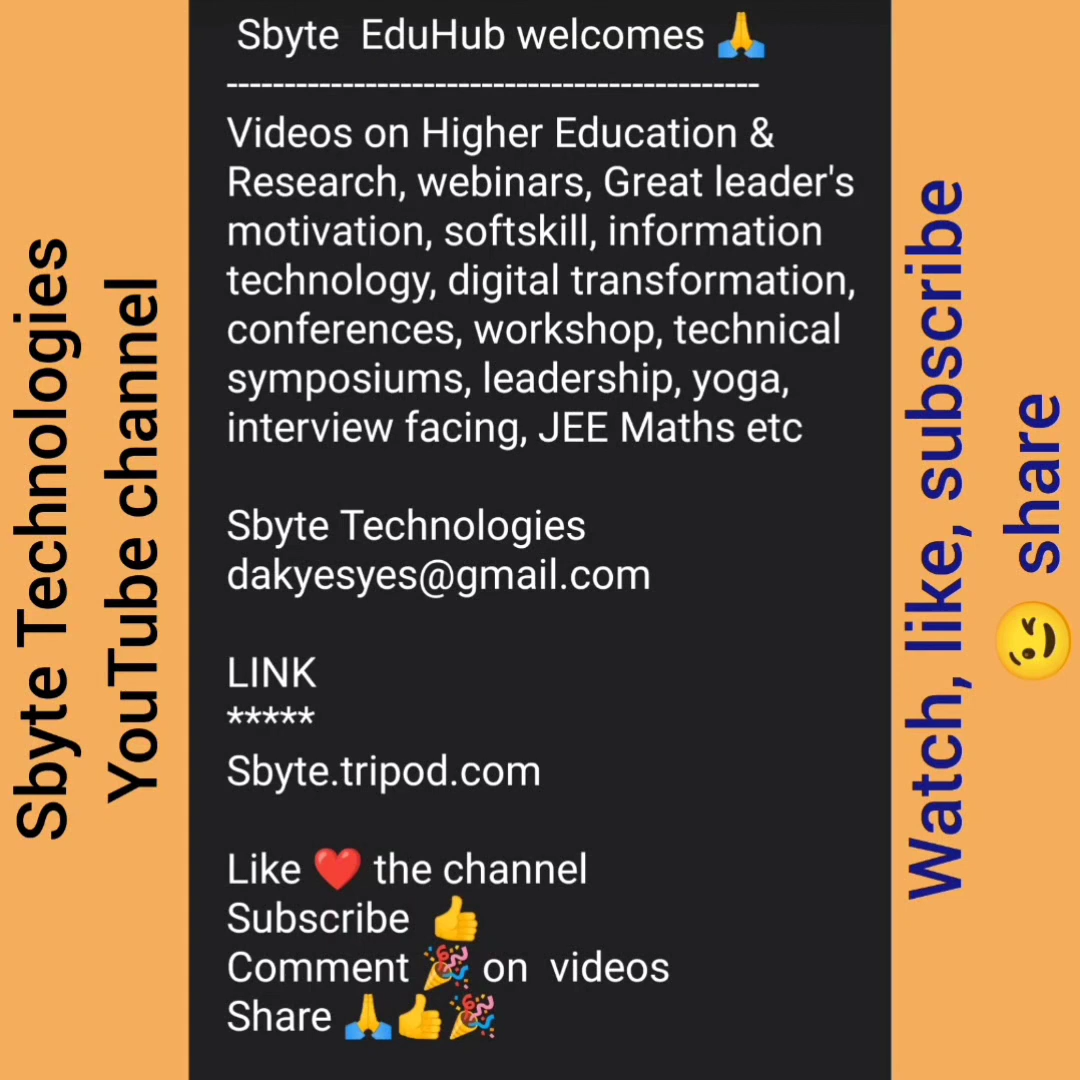 Sbyte Technologies
YouTube channel
Sbyte EduHub welcomes 🙏
----------------------------------------------
Videos on Higher Education &
Research, webinars, Great leader's
motivation, softskill, information
technology, digital transformation,
conferences, workshop, technical
symposiums, leadership, yoga,
interview facing, JEE Maths etc
Sbyte Technologies
dakyesyes@gmail.com
LINK
*****
Sbyte.tripod.com
Like ❤️ the channel
Subscribe 👍
Comment 🎉 on videos
Share 🙏👍🎉
Watch, like, subscribe
😉 share